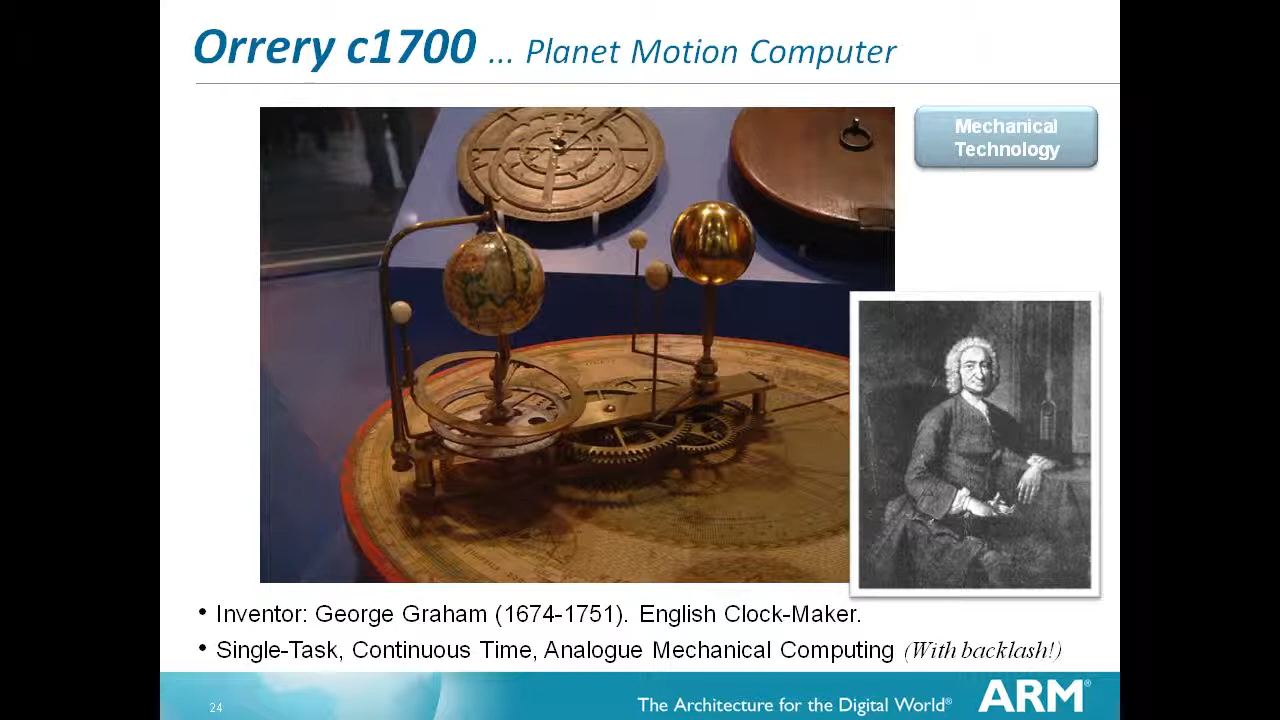 Orrery c1700 ... Planet Motion Computer
Mechanical
Technology
• Inventor: George Graham (1674-1751). English Clock-Maker.
• Single-Task, Continuous Time, Analogue Mechanical Computing (With backlash!)
24
The Architecture for the Digital World®
ARM®